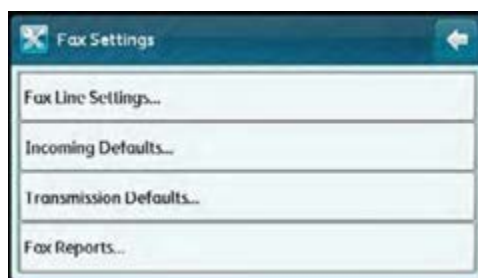 Fax Settings
Fax Line Settings...
Incoming Defaults...
Transmission Defaults...
Fax Reports...